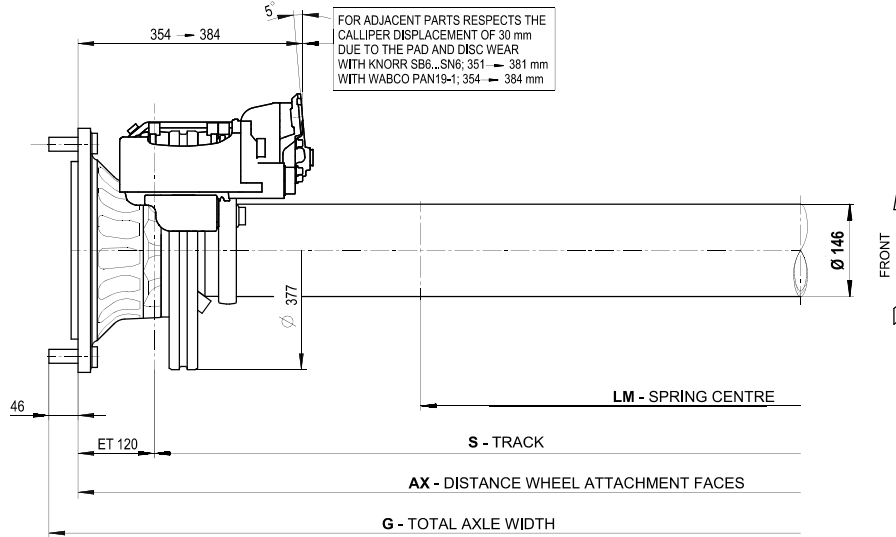 5°
354 → 384
FOR ADJACENT PARTS RESPECTS THE
CALLIPER DISPLACEMENT OF 30 mm
DUE TO THE PAD AND DISC WEAR
WITH KNORR SB6...SN6; 351 → 381 mm
WITH WABCO PAN19-1; 354 → 384 mm
Ø 146
FRONT
Ø 377
LM - SPRING CENTRE
46
ET 120
S - TRACK
AX - DISTANCE WHEEL ATTACHMENT FACES
G - TOTAL AXLE WIDTH